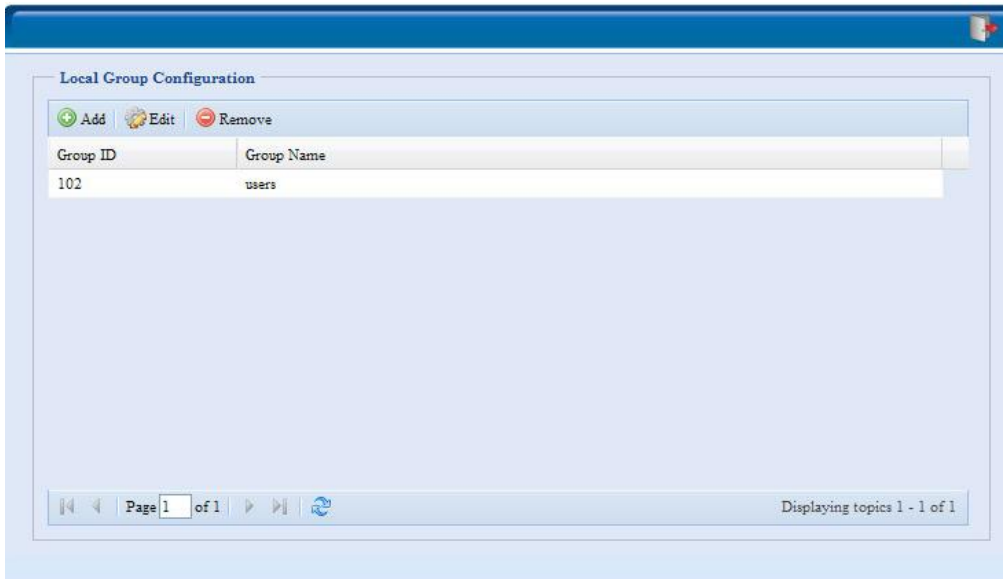 Local Group Configuration
Add Edit Remove
Group ID Group Name
102 users
Page 1 of 1 Displaying topics 1 - 1 of 1